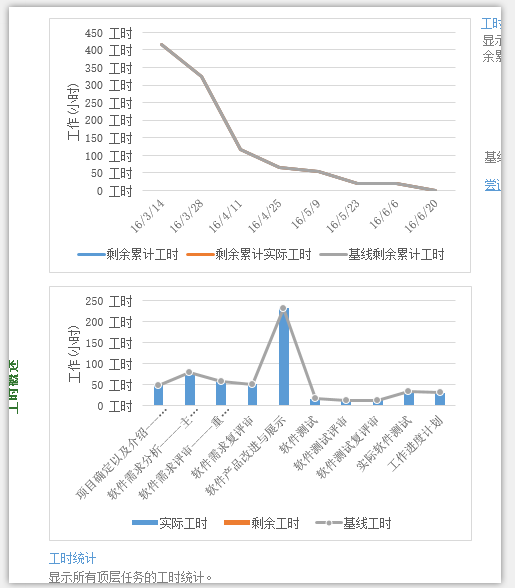 450 工时
400 工时
350 工时
300 工时
250 工时
200 工时
150 工时
100 工时
50 工时
0 工时
工作(小时)
16/3/14
16/3/28
16/4/11
16/4/25
16/5/9
16/5/23
16/6/6
16/6/20
剩余累计工时 剩余累计实际工时 基线剩余累计工时
工时
显示
余累
基线
尝试
工时概述
250 工时
200 工时
150 工时
100 工时
50 工时
0 工时
工作(小时)
项目确定以及介绍——…
软件需求分析——主…
软件需求评审——重…
软件需求复评审
软件产品改进与展示
软件测试
软件测试评审
软件测试复评审
实际软件测试
工作进度计划
实际工时 剩余工时 基线工时
工时统计
显示所有顶层任务的工时统计。